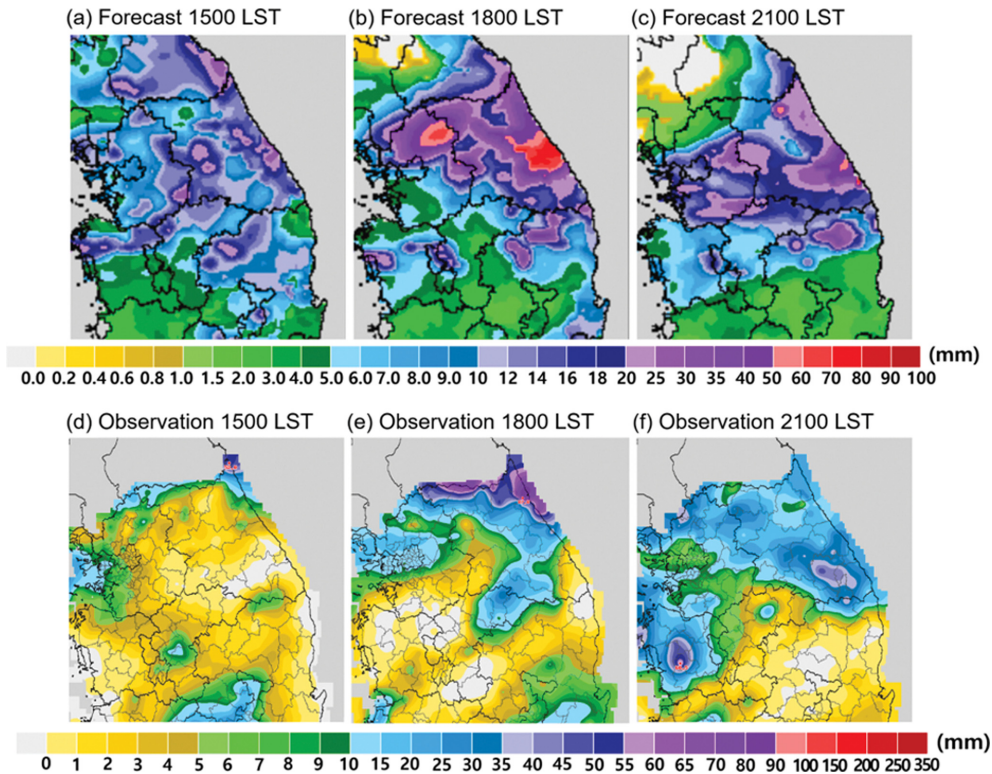 (a) Forecast 1500 LST (b) Forecast 1800 LST (c) Forecast 2100 LST
0.0 0.2 0.4 0.6 0.8 1.0 1.5 2.0 3.0 4.0 5.0 6.0 7.0 8.0 9.0 10 12 14 16 18 20 25 30 35 40 50 60 70 80 90 100 (mm)
(d) Observation 1500 LST (e) Observation 1800 LST (f) Observation 2100 LST
0 1 2 3 4 5 6 7 8 9 10 15 20 25 30 35 40 45 50 55 60 65 70 80 90 100 150 200 250 350 (mm)